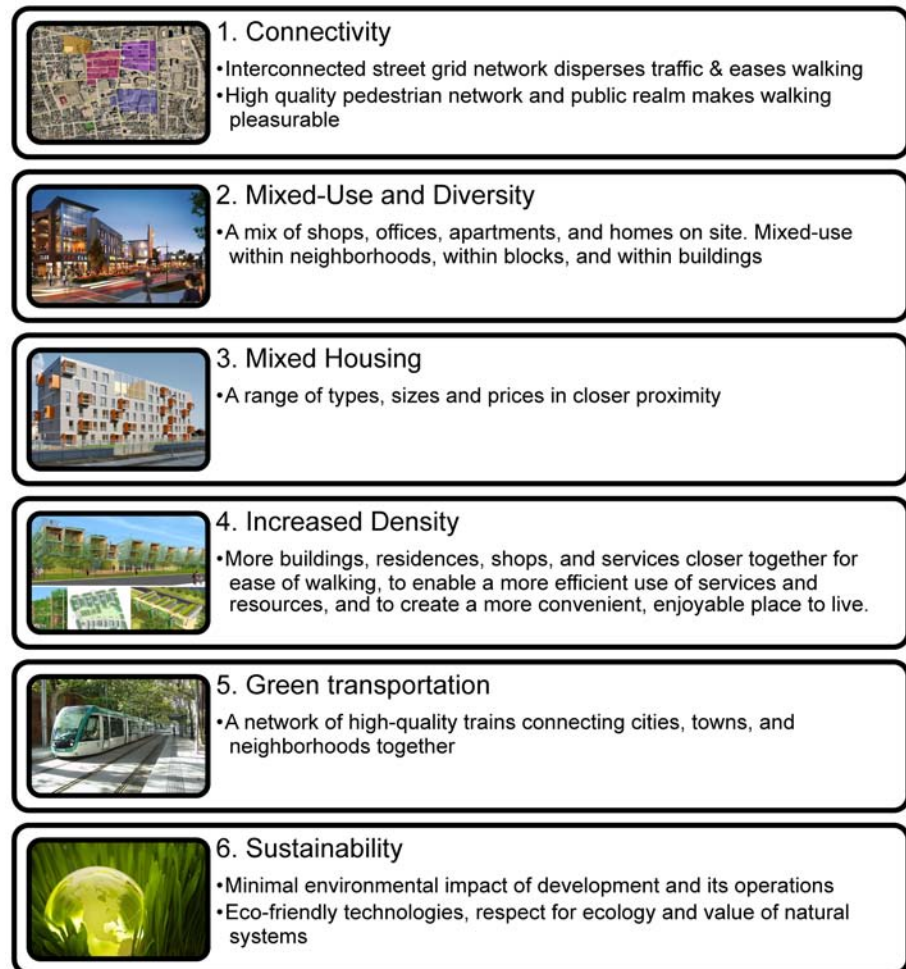 1. Connectivity
•Interconnected street grid network disperses traffic & eases walking
•High quality pedestrian network and public realm makes walking
pleasurable
2. Mixed-Use and Diversity
•A mix of shops, offices, apartments, and homes on site. Mixed-use
within neighborhoods, within blocks, and within buildings
3. Mixed Housing
•A range of types, sizes and prices in closer proximity
4. Increased Density
•More buildings, residences, shops, and services closer together for
ease of walking, to enable a more efficient use of services and
resources, and to create a more convenient, enjoyable place to live.
5. Green transportation
•A network of high-quality trains connecting cities, towns, and
neighborhoods together
6. Sustainability
•Minimal environmental impact of development and its operations
•Eco-friendly technologies, respect for ecology and value of natural
systems